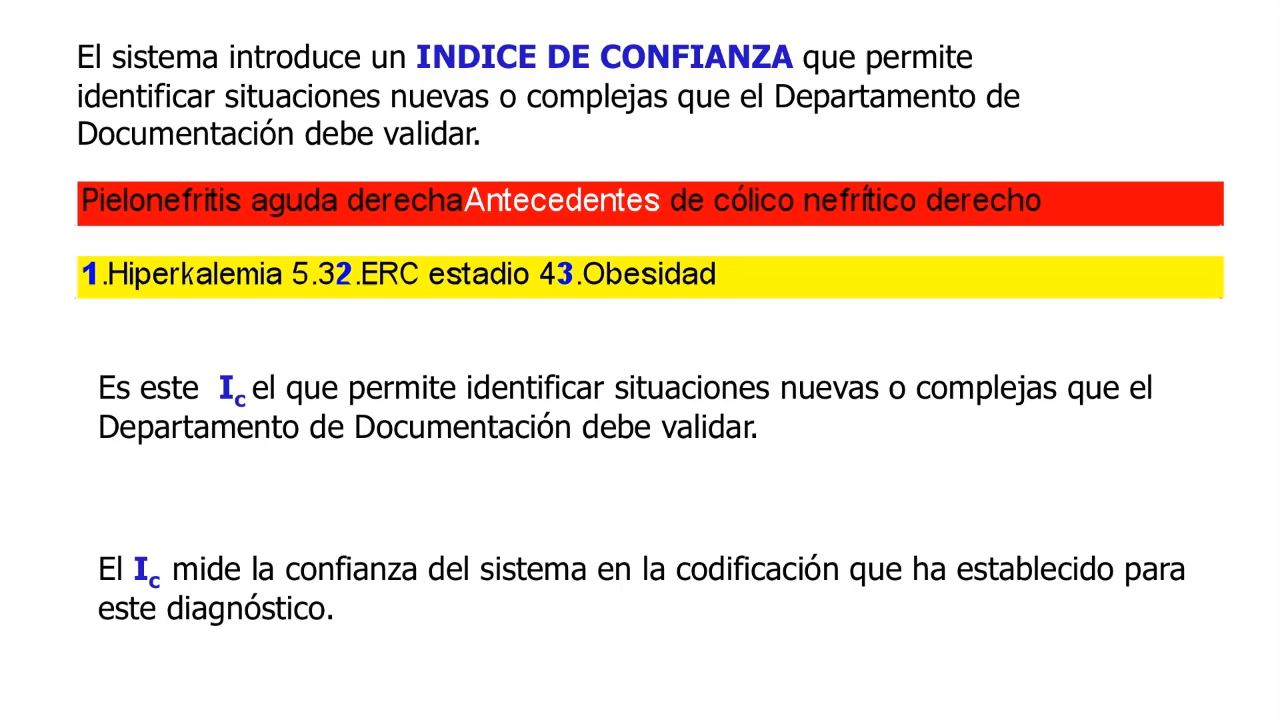 El sistema introduce un INDICE DE CONFIANZA que permite
identificar situaciones nuevas o complejas que el Departamento de
Documentación debe validar.
Pielonefritis aguda derechaAntecedentes de cólico nefrítico derecho
1.Hiperkalemia 5.32.ERC estadio 43.Obesidad
Es este Ic el que permite identificar situaciones nuevas o complejas que el
Departamento de Documentación debe validar.
El Ic mide la confianza del sistema en la codificación que ha establecido para
este diagnóstico.